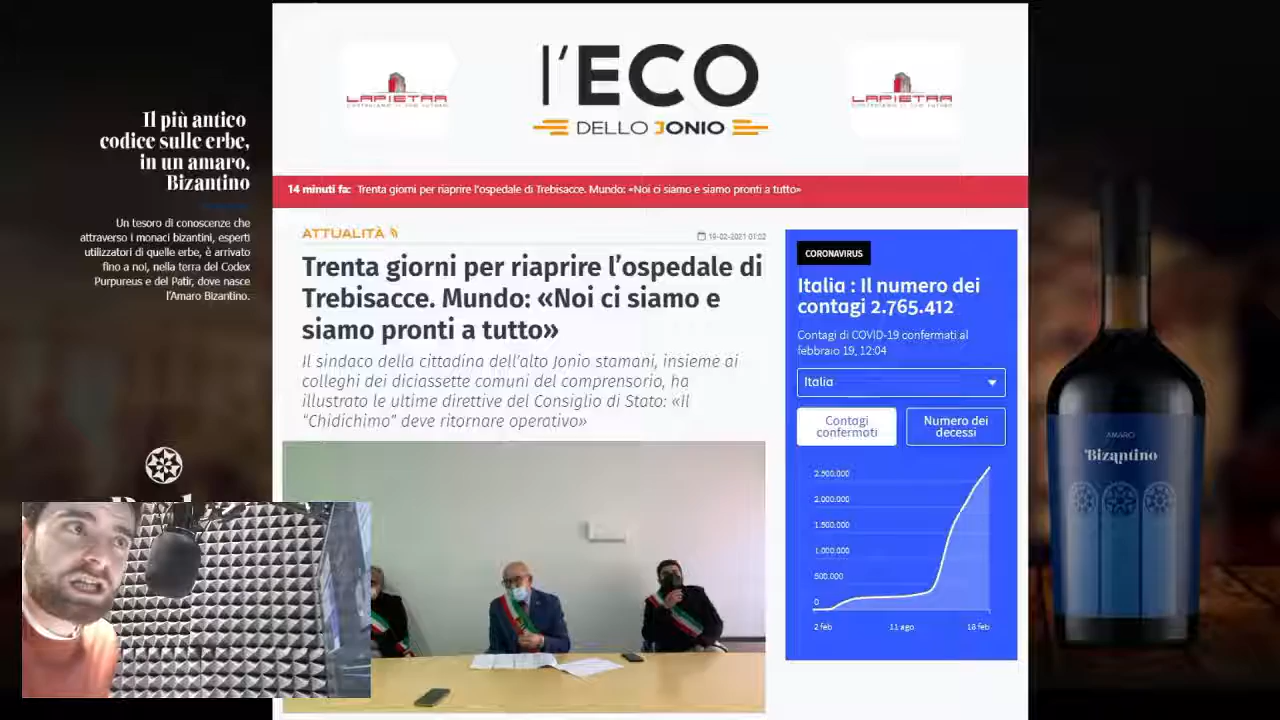 Il più antico
codice sulle erbe,
in un amaro.
Bizantino
Un tesoro di conoscenze che
attraverso i monaci bizantini, esperti
utilizzatori di quelle erbe, è arrivato
fino a noi, nella terra del Codex
Purpureus e del Patir, dove nasce
l'Amaro Bizantino.
LAPIETRA
l'ECO
DELLO JONIO
LAPIETRA
14 minuti fa: Trenta giorni per riaprire l'ospedale di Trebisacce. Mundo: «Noi ci siamo e siamo pronti a tutto»
ATTUALITÀ
19-02-2021 01:02
Trenta giorni per riaprire l'ospedale di
Trebisacce. Mundo: «Noi ci siamo e
siamo pronti a tutto»
Il sindaco della cittadina dell'alto Jonio stamani, insieme ai
colleghi dei diciassette comuni del comprensorio, ha
illustrato le ultime direttive del Consiglio di Stato: «Il
"Chidichimo" deve ritornare operativo»
CORONAVIRUS
Italia : Il numero dei
contagi 2.765.412
Contagi di COVID-19 confermati al
febbraio 19, 12:04
Italia
Contagi
confermati
Numero dei
decessi
2.500.000
2.000.000
1.500.000
1.000.000
500.000
0
2 feb
11 ago
18 feb
AMARO
Bizantino